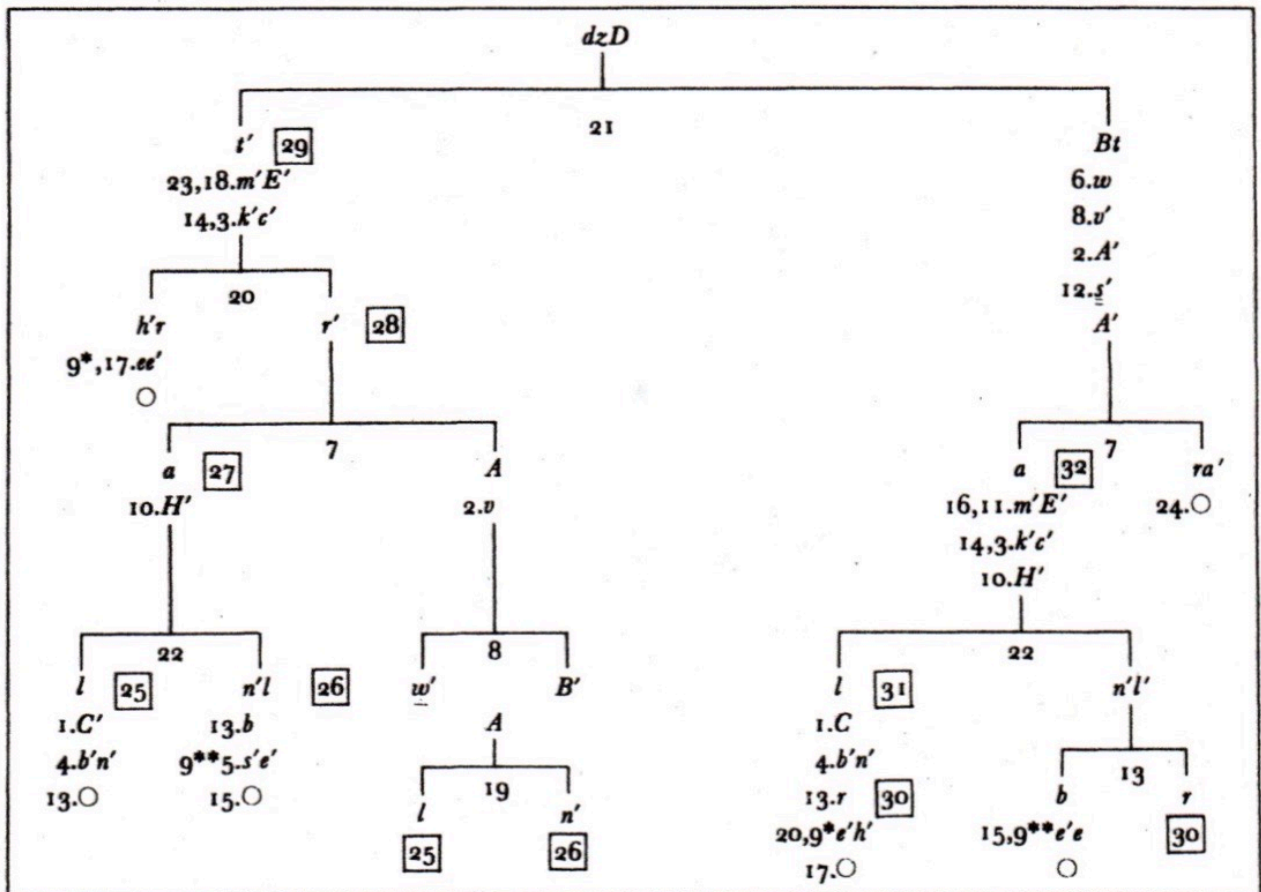 dzD
21
t' 29 Bt
23,18.m'E' 6.w
14,3.k'c' 8.v'
2.A'
20 12.s'
h'r r' 28 A'
9*,17.ee'
○
7 7
a 27 A a 32 ra'
10.H' 2.v 16,11.m'E' 24.○
14,3.k'c'
10.H'
22 8 22
l 25 n'l 26 w' B' l 31 n'l'
1.C' 13.b A 1.C
4.b'n' 9**5.s'e' 4.b'n'
13.○ 15.○ 19 13.r 30 13
l n' 20,9*e'h' b r
25 26 17.○ 15,9**e'e 30
○